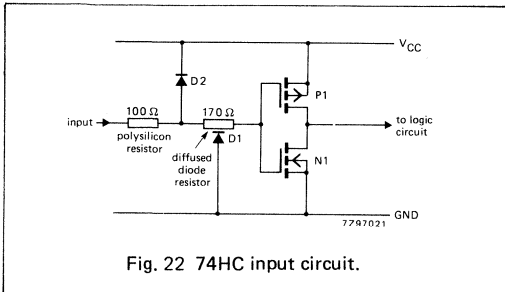 VCC
D2
P1
100 Ω
170 Ω
input
to logic
circuit
polysilicon
resistor
D1
diffused
diode
resistor
N1
GND
7Z97021
Fig. 22 74HC input circuit.